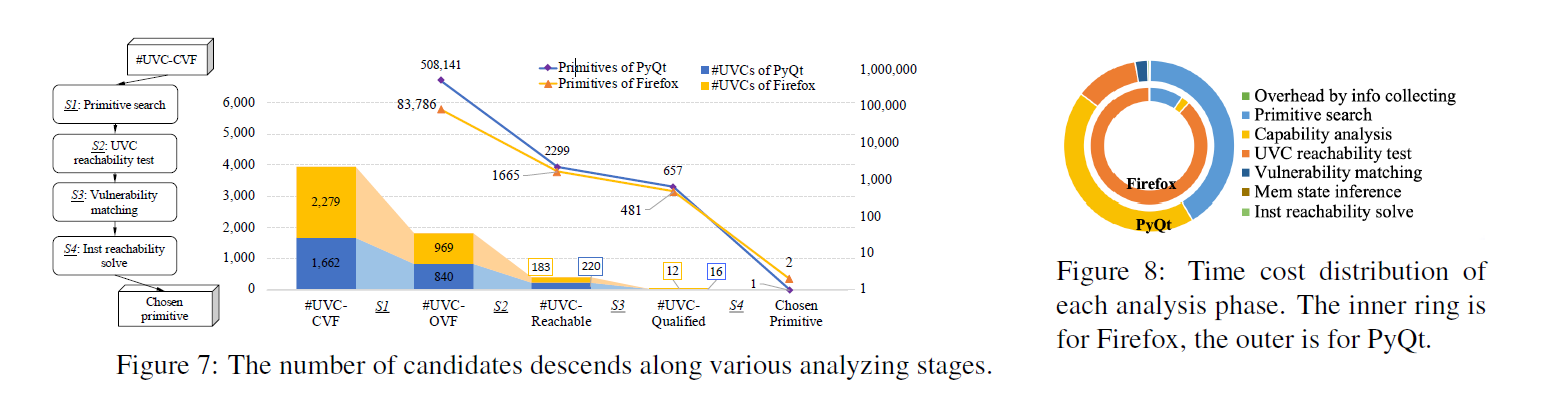 #UVC-CVF
S1: Primitive search
S2: UVC
reachability test
S3: Vulnerability
matching
S4: Inst reachability
solve
Chosen
primitive
Primitives of PyQt
#UVCs of PyQt
Primitives of Firefox
#UVCs of Firefox
6,000
5,000
4,000
3,000
2,000
1,000
0
1,000,000
100,000
10,000
1,000
100
10
1
508,141
83,786
2299
1665
657
481
2
1
2,279
1,662
969
840
183
220
12
16
#UVC-
CVF
S1
#UVC-
OVF
S2
#UVC-
Reachable
S3
#UVC-
Qualified
S4
Chosen
Primitive
Figure 7: The number of candidates descends along various analyzing stages.
Firefox
PyQt
Overhead by info collecting
Primitive search
Capability analysis
UVC reachability test
Vulnerability matching
Mem state inference
Inst reachability solve
Figure 8: Time cost distribution of
each analysis phase. The inner ring is
for Firefox, the outer is for PyQt.